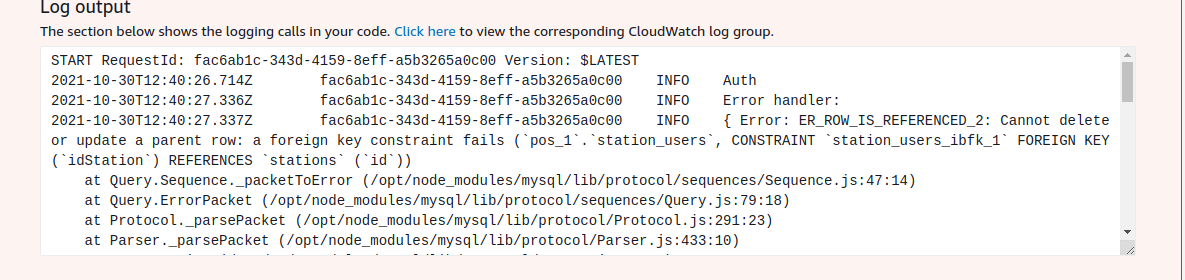 Log output
The section below shows the logging calls in your code. Click here to view the corresponding CloudWatch log group.
START RequestId: fac6ab1c-343d-4159-8eff-a5b3265a0c00 Version: $LATEST
2021-10-30T12:40:26.714Z fac6ab1c-343d-4159-8eff-a5b3265a0c00 INFO Auth
2021-10-30T12:40:27.336Z fac6ab1c-343d-4159-8eff-a5b3265a0c00 INFO Error handler:
2021-10-30T12:40:27.337Z fac6ab1c-343d-4159-8eff-a5b3265a0c00 INFO { Error: ER_ROW_IS_REFERENCED_2: Cannot delete
or update a parent row: a foreign key constraint fails (`pos_1`.`station_users`, CONSTRAINT `station_users_ibfk_1` FOREIGN KEY
(`idStation`) REFERENCES `stations` (`id`))
at Query.Sequence._packetToError (/opt/node_modules/mysql/lib/protocol/sequences/Sequence.js:47:14)
at Query.ErrorPacket (/opt/node_modules/mysql/lib/protocol/sequences/Query.js:79:18)
at Protocol._parsePacket (/opt/node_modules/mysql/lib/protocol/Protocol.js:291:23)
at Parser._parsePacket (/opt/node_modules/mysql/lib/protocol/Parser.js:433:10)